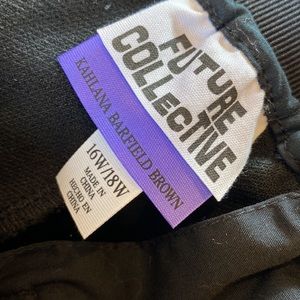 FUTURE
COLLECTIVE
KAHLANA BARFIELD BROWN
16W/18W
MADE IN
CHINA
HECHO EN
CHINA